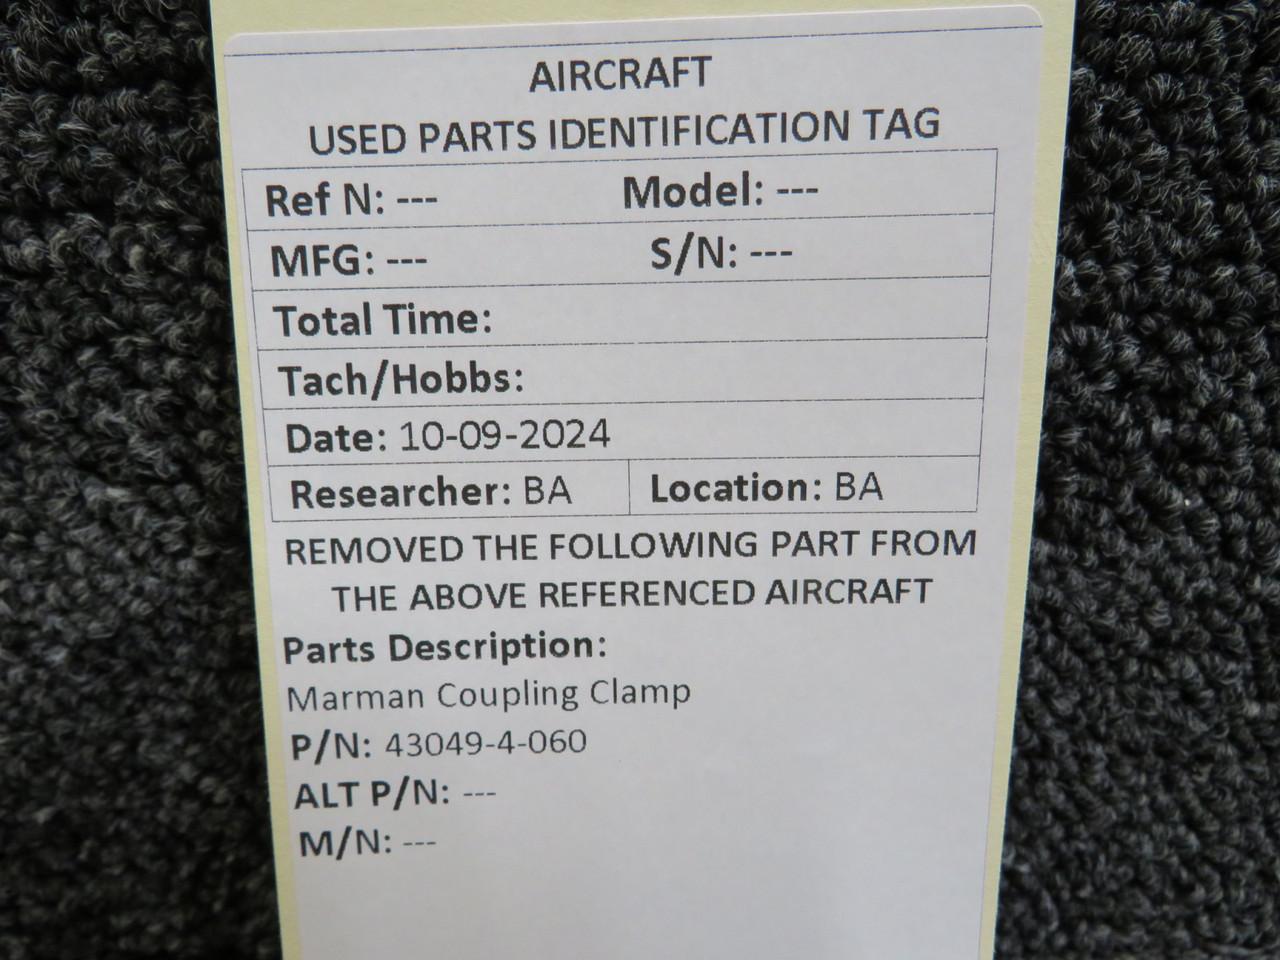 AIRCRAFT
USED PARTS IDENTIFICATION TAG
Ref N: --- Model: ---
MFG: --- S/N: ---
Total Time:
Tach/Hobbs:
Date: 10-09-2024
Researcher: BA Location: BA
REMOVED THE FOLLOWING PART FROM
THE ABOVE REFERENCED AIRCRAFT
Parts Description:
Marman Coupling Clamp
P/N: 43049-4-060
ALT P/N: ---
M/N: ---